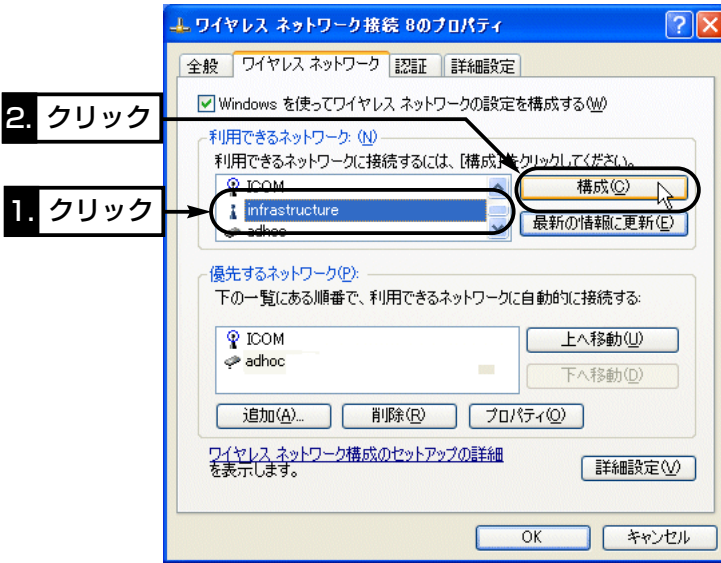 ワイヤレス ネットワーク接続 8のプロパティ
全般 ワイヤレス ネットワーク 認証 詳細設定
Windows を使ってワイヤレス ネットワークの設定を構成する(W)
2. クリック
利用できるネットワーク: (N)
利用できるネットワークに接続するには、[構成]をクリックしてください。
ICOM
構成(C)
1. クリック
infrastructure
最新の情報に更新(E)
adhoc
優先するネットワーク(P):
下の一覧にある順番で、利用できるネットワークに自動的に接続する:
ICOM
上へ移動(U)
adhoc
下へ移動(D)
追加(A)... 削除(R) プロパティ(O)
ワイヤレス ネットワーク構成のセットアップの詳細
を表示します。
詳細設定(V)
OK キャンセル